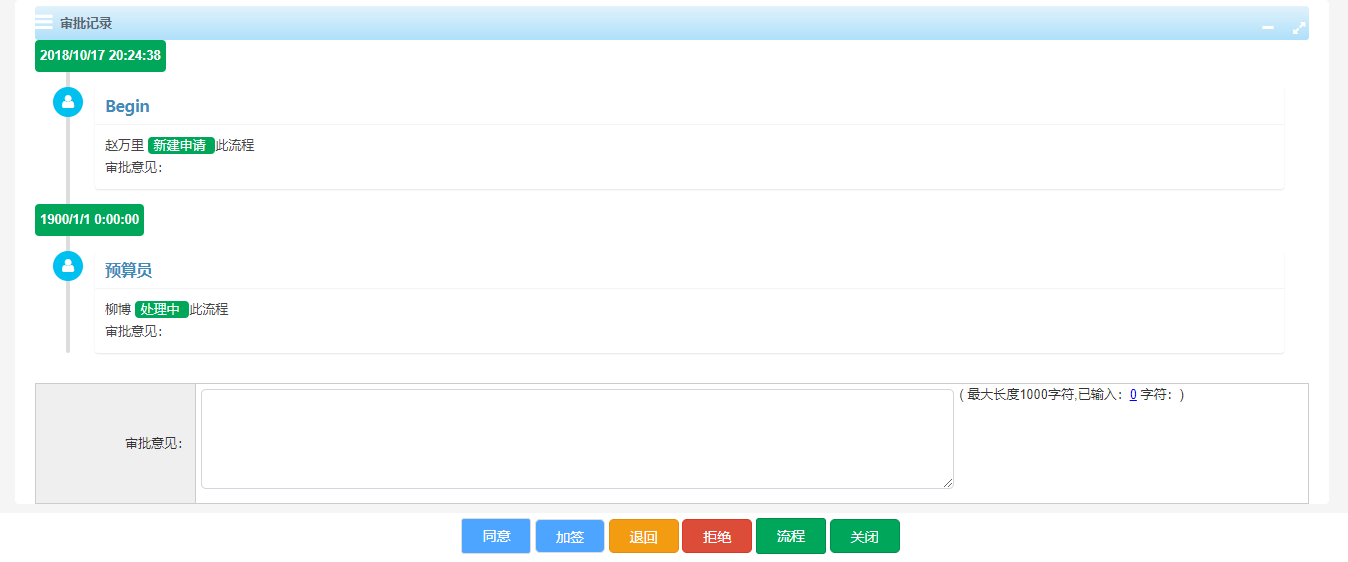 审批记录
2018/10/17 20:24:38
Begin
赵万里 新建申请 此流程
审批意见：
1900/1/1 0:00:00
预算员
柳博 处理中 此流程
审批意见：
审批意见：
( 最大长度1000字符,已输入：0 字符：)
同意 加签 退回 拒绝 流程 关闭